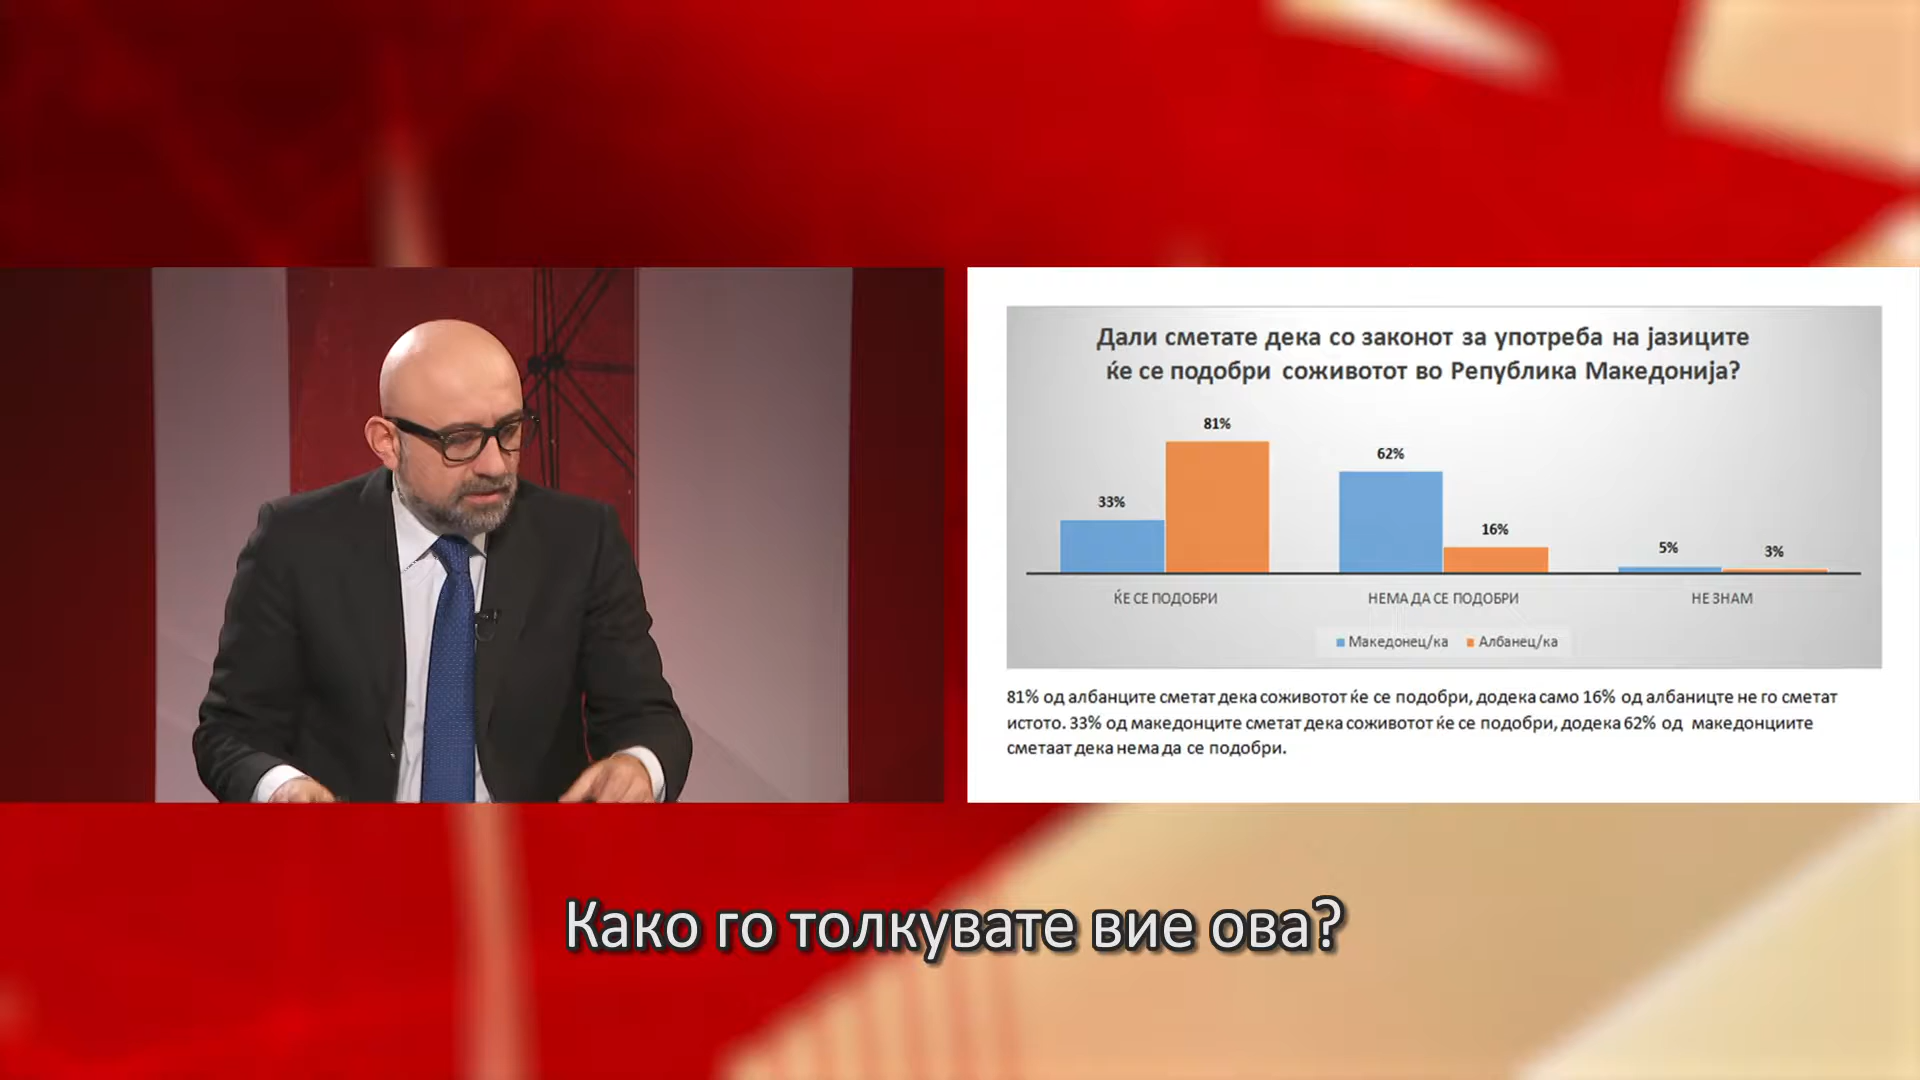 Дали сметате дека со законот за употреба на јазиците
ќе се подобри соживотот во Република Македонија?
81%
62%
33%
16%
5%
3%
ЌЕ СЕ ПОДОБРИ
НЕМА ДА СЕ ПОДОБРИ
НЕ ЗНАМ
Македонец/ка
Албанец/ка
81% од албанците сметат дека соживотот ќе се подобри, додека само 16% од албаниџте не го сметат
истото. 33% од македонците сметат дека соживотот ќе се подобри, додека 62% од македонциите
сметаат дека нема да се подобри.
Како го толкувате вие ова?